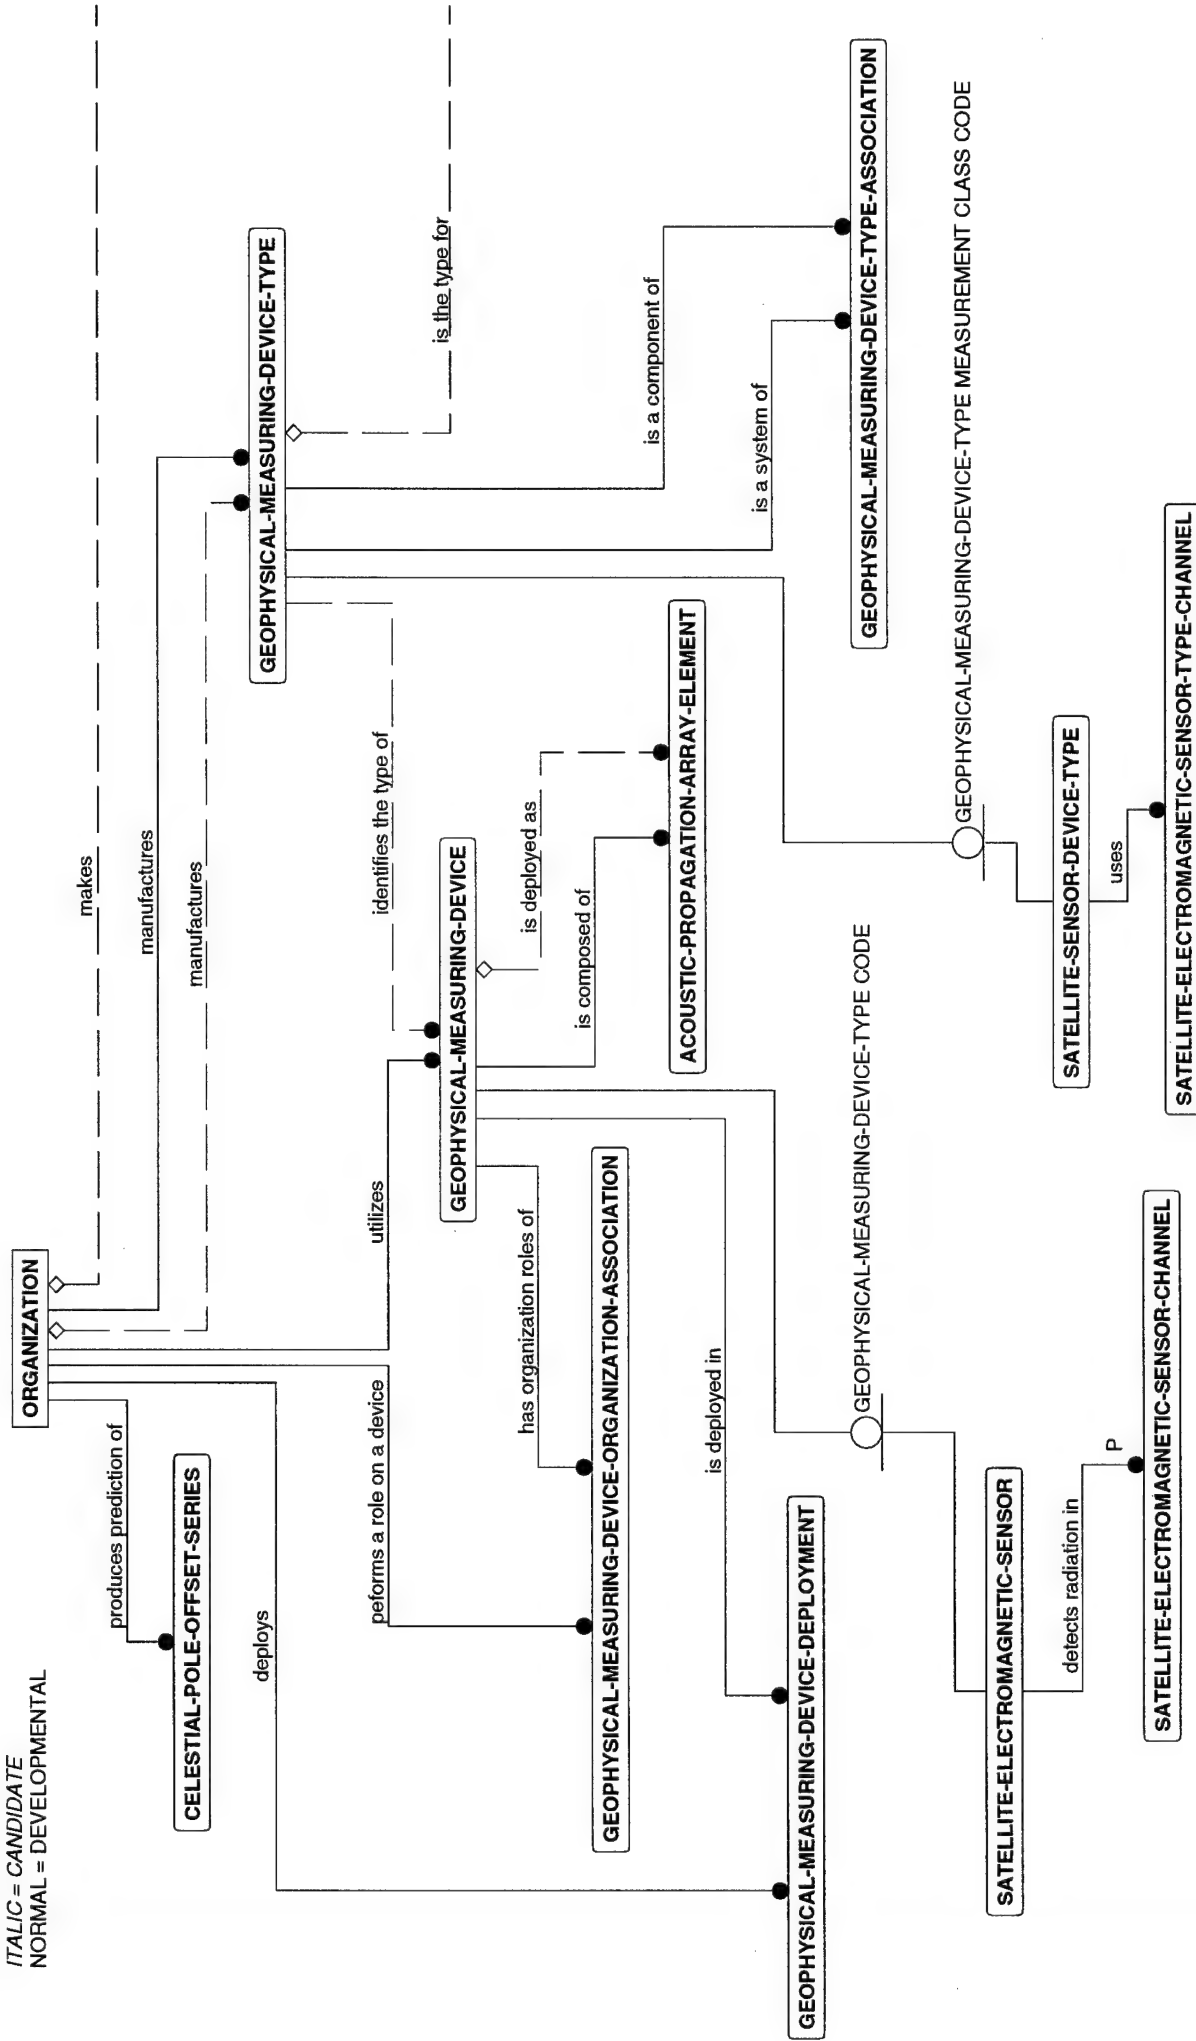 ITALIC = CANDIDATE
NORMAL = DEVELOPMENTAL
ORGANIZATION
makes
produces prediction of
manufactures
CELESTIAL-POLE-OFFSET-SERIES
manufactures
deploys
GEOPHYSICAL-MEASURING-DEVICE-TYPE
peforms a role on a device
utilizes
identifies the type of
is the type for
GEOPHYSICAL-MEASURING-DEVICE
has organization roles of
is deployed as
is composed of
GEOPHYSICAL-MEASURING-DEVICE-ORGANIZATION-ASSOCIATION
is a component of
ACOUSTIC-PROPAGATION-ARRAY-ELEMENT
is deployed in
is a system of
GEOPHYSICAL-MEASURING-DEVICE-DEPLOYMENT
GEOPHYSICAL-MEASURING-DEVICE-TYPE CODE
GEOPHYSICAL-MEASURING-DEVICE-TYPE-ASSOCIATION
GEOPHYSICAL-MEASURING-DEVICE-TYPE MEASUREMENT CLASS CODE
SATELLITE-ELECTROMAGNETIC-SENSOR
SATELLITE-SENSOR-DEVICE-TYPE
detects radiation in
P
uses
SATELLITE-ELECTROMAGNETIC-SENSOR-CHANNEL
SATELLITE-ELECTROMAGNETIC-SENSOR-TYPE-CHANNEL